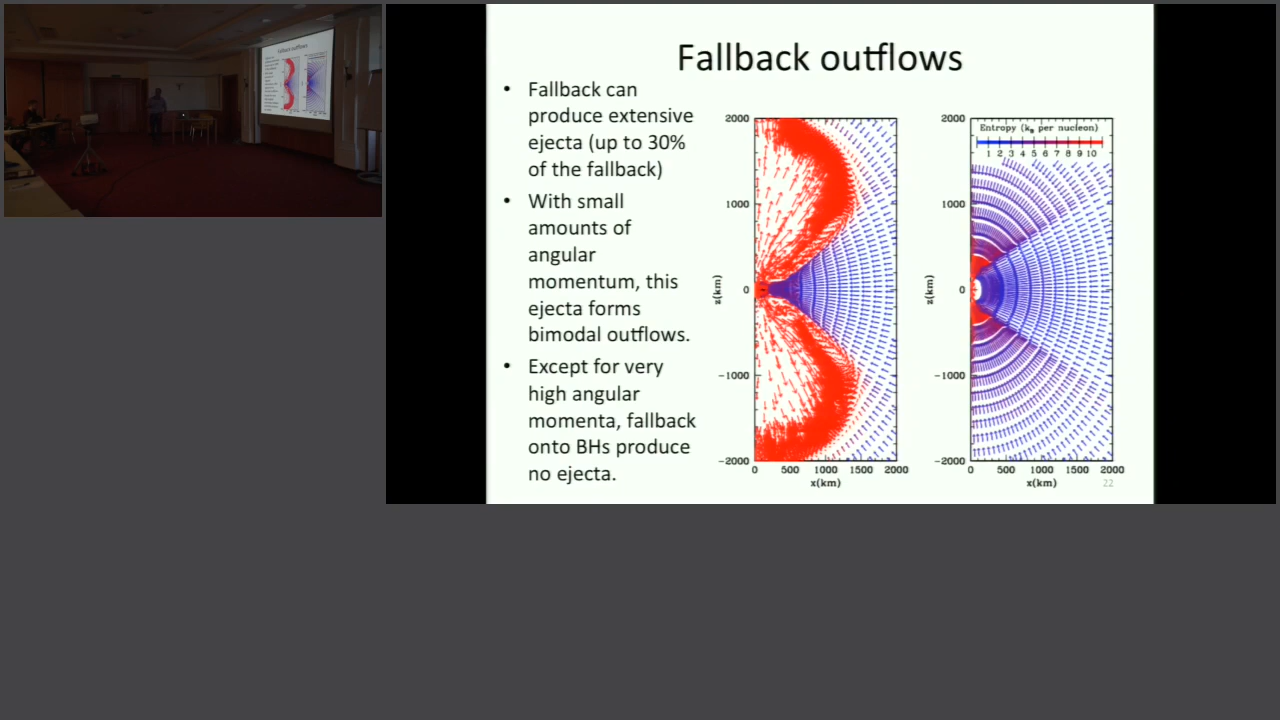 Fallback outflows
• Fallback can
produce extensive
ejecta (up to 30%
of the fallback)
• With small
amounts of
angular
momentum, this
ejecta forms
bimodal outflows.
• Except for very
high angular
momenta, fallback
onto BHs produce
no ejecta.
2000
1000
0
−1000
−2000
z(km)
0 500 1000 1500 2000
x(km)
Entropy (kB per nucleon)
1 2 3 4 5 6 7 8 9 10
2000
1000
0
−1000
−2000
z(km)
0 500 1000 1500 2000
x(km)
22
Fallback outflows